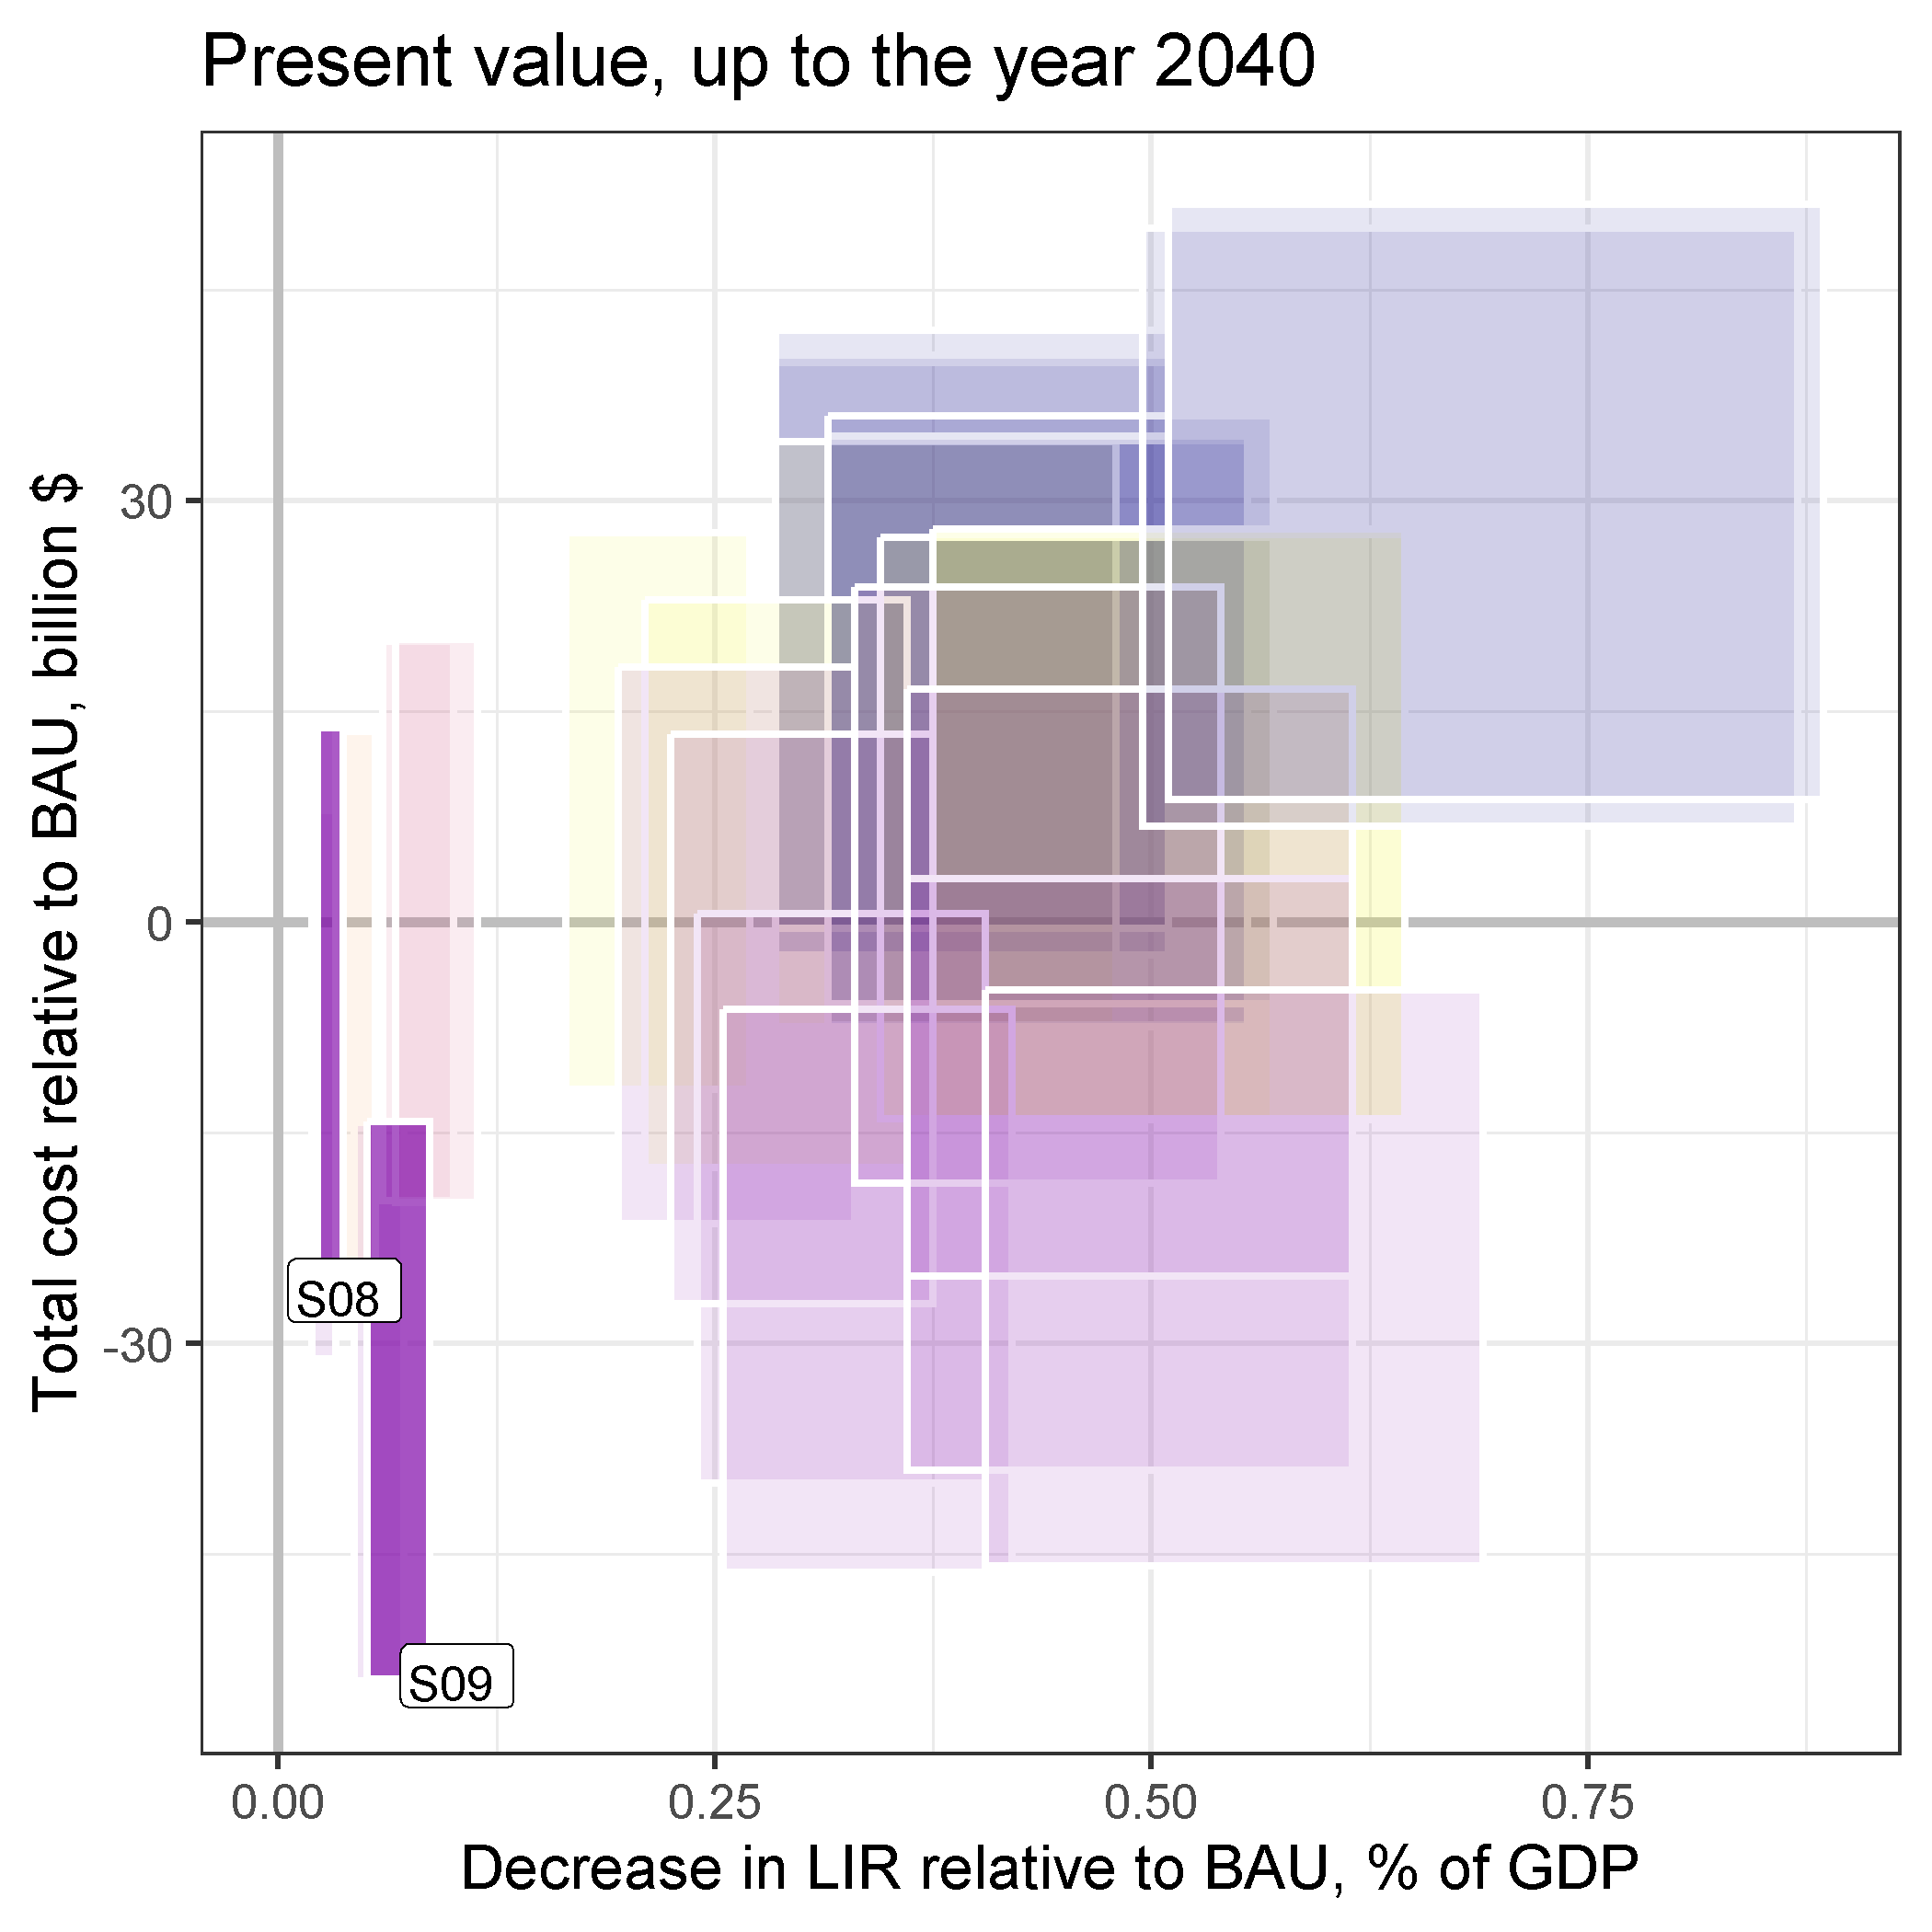 Present value, up to the year 2040
Total cost relative to BAU, billion $
30
0
-30
S08
S09
0.00 0.25 0.50 0.75
Decrease in LIR relative to BAU, % of GDP